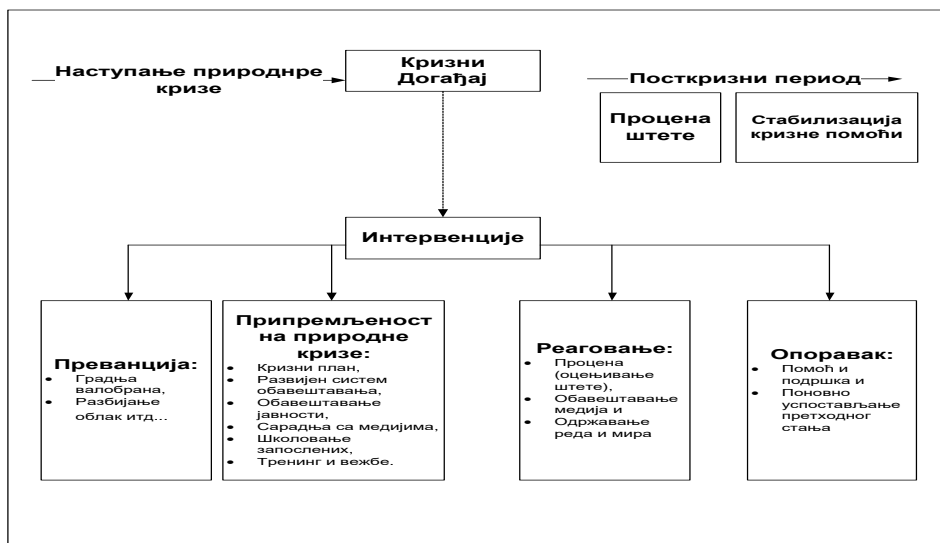 Наступање природнре
кризе
Кризни
Догађај
Посткризни период
Процена
штете
Стабилизација
кризне помоћи
Интервенције
Преванција:
• Градња
валобрана,
• Разбијање
облак итд...
Припремљеност
на природне
кризе:
• Кризни план,
• Развијен систем
обавештавања,
• Обавештавање
јавности,
• Сарадња са медијима,
• Школовање
запослених,
• Тренинг и вежбе.
Реаговање:
• Процена
(оцењивање
штете),
• Обавештавање
медија и
• Одржавање
реда и мира
Опоравак:
• Помоћ и
подршка и
• Поновно
успостављање
претходног
стања